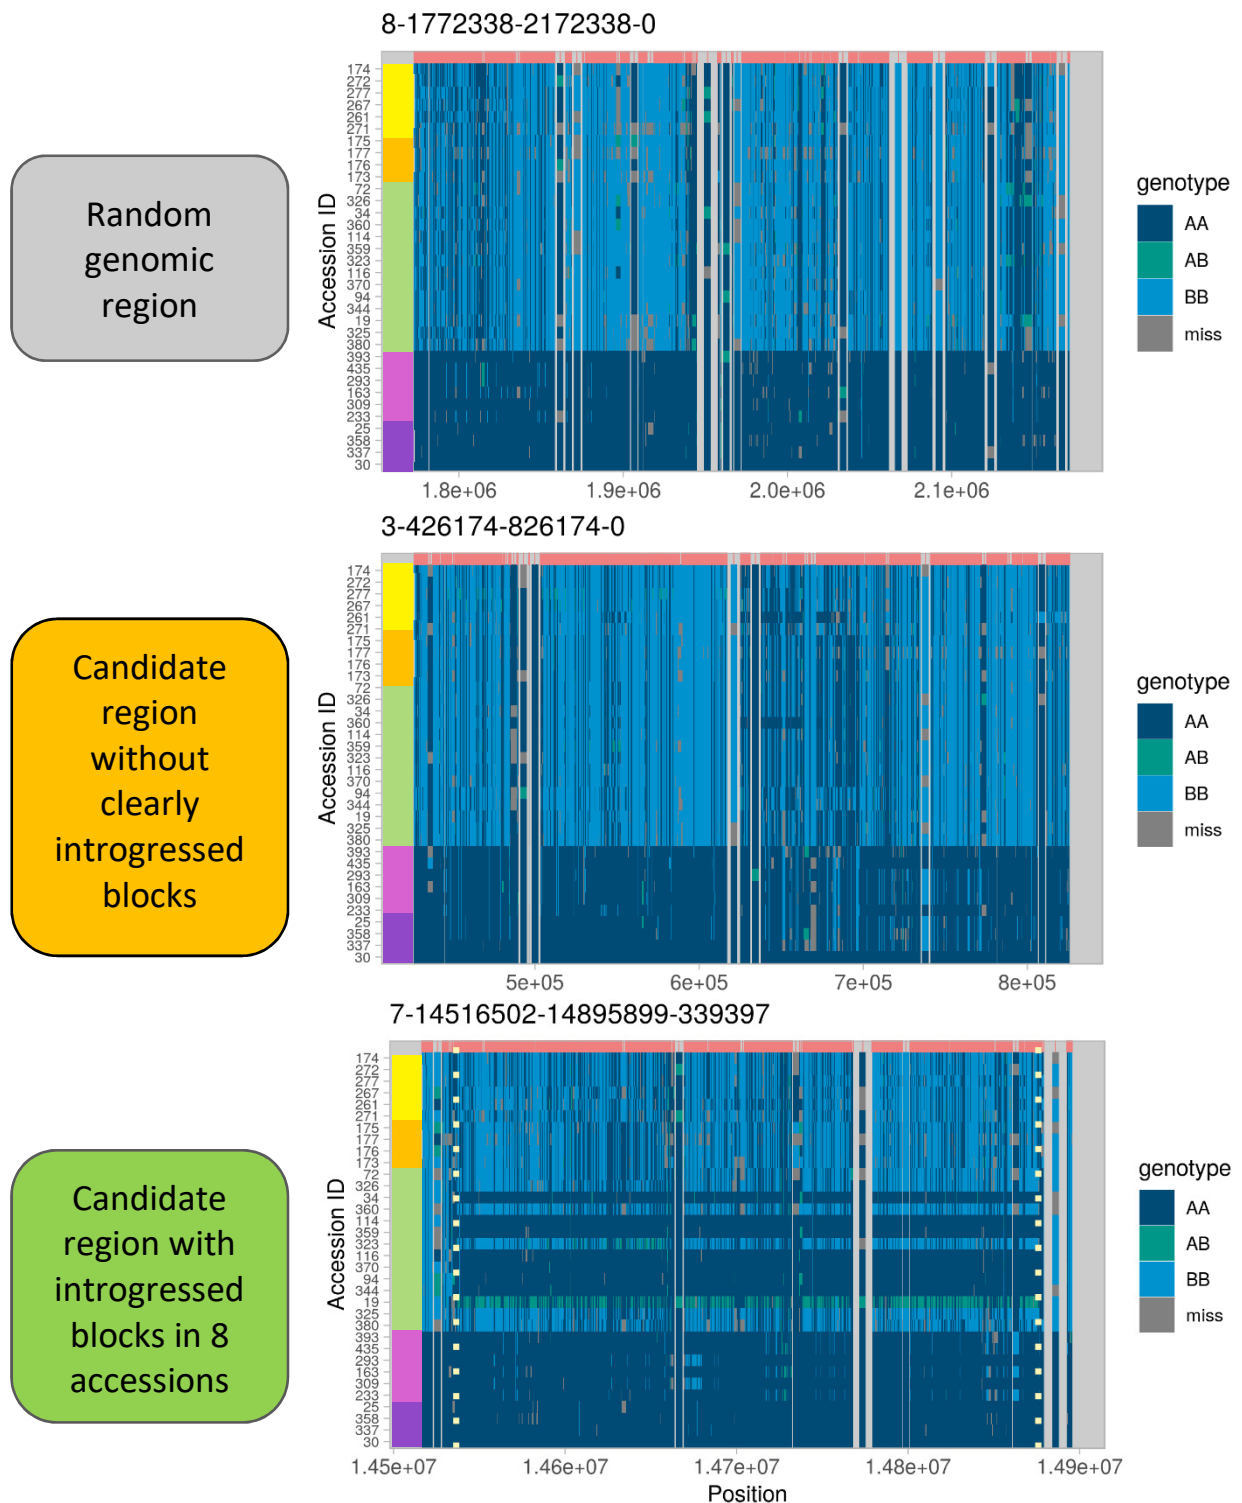 8-1772338-2172338-0
Random
genomic
region
Accession ID
174
272
277
267
261
271
175
177
176
173
72
326
34
360
114
359
323
116
370
94
344
19
325
380
393
435
293
163
309
233
25
358
337
30
1.8e+06 1.9e+06 2.0e+06 2.1e+06
genotype
AA
AB
BB
miss
3-426174-826174-0
Candidate
region
without
clearly
introgressed
blocks
Accession ID
174
272
277
267
261
271
175
177
176
173
72
326
34
360
114
359
323
116
370
94
344
19
325
380
393
435
293
163
309
233
25
358
337
30
5e+05 6e+05 7e+05 8e+05
genotype
AA
AB
BB
miss
7-14516502-14895899-339397
Candidate
region with
introgressed
blocks in 8
accessions
Accession ID
174
272
277
267
261
271
175
177
176
173
72
326
34
360
114
359
323
116
370
94
344
19
325
380
393
435
293
163
309
233
25
358
337
30
1.45e+07 1.46e+07 1.47e+07 1.48e+07 1.49e+07
Position
genotype
AA
AB
BB
miss